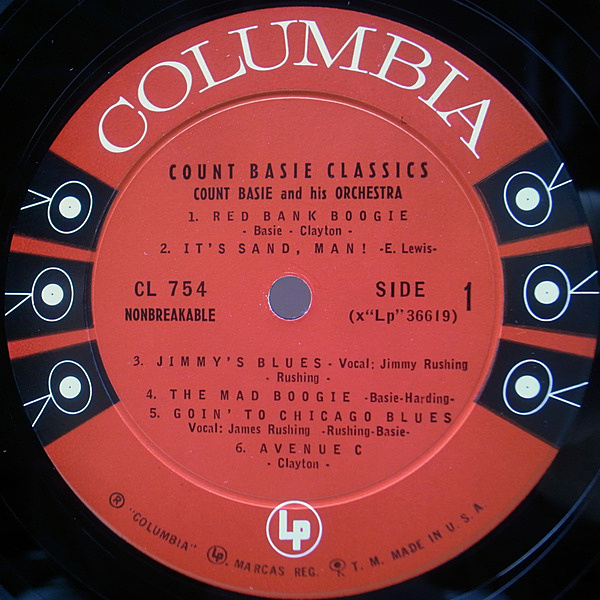 COLUMBIA
COUNT BASIE CLASSICS
COUNT BASIE and his ORCHESTRA
1. RED BANK BOOGIE
- Basie - Clayton -
2. IT'S SAND, MAN! -E. Lewis-
CL 754
NONBREAKABLE
SIDE 1
(x"Lp"36619)
3. JIMMY'S BLUES - Vocal: Jimmy Rushing
- Rushing -
4. THE MAD BOOGIE -Basie-Harding-
5. GOIN' TO CHICAGO BLUES
Vocal: James Rushing -Rushing-Basie-
6. AVENUE C
- Clayton -
Lp
® "COLUMBIA" Lp, MARCAS REG. T. M. MADE IN U. S. A